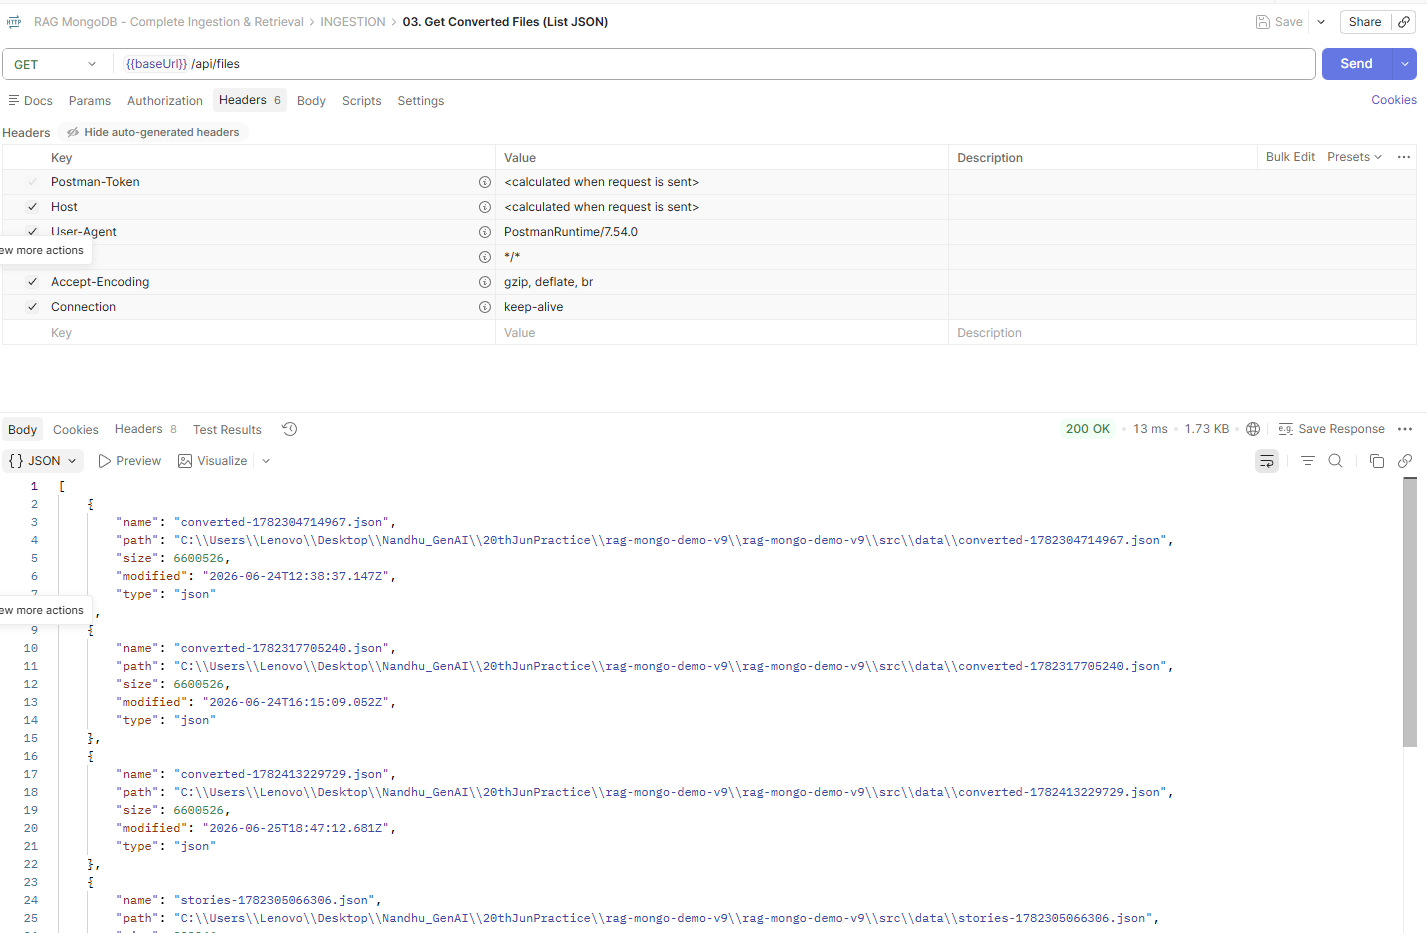 HTTP RAG MongoDB - Complete Ingestion & Retrieval > INGESTION > 03. Get Converted Files (List JSON) Save Share
GET {{baseUrl}} /api/files Send
Docs Params Authorization Headers 6 Body Scripts Settings Cookies
Headers Hide auto-generated headers
Key Value Description Bulk Edit Presets
Postman-Token <calculated when request is sent>
Host <calculated when request is sent>
User-Agent PostmanRuntime/7.54.0
ew more actions
*/*
Accept-Encoding gzip, deflate, br
Connection keep-alive
Key Value Description
Body Cookies Headers 8 Test Results 200 OK • 13 ms • 1.73 KB • e.g. Save Response
{} JSON Preview Visualize
1 [
2 {
3 "name": "converted-1782304714967.json",
4 "path": "C:\\Users\\Lenovo\\Desktop\\Nandhu_GenAI\\20thJunPractice\\rag-mongo-demo-v9\\rag-mongo-demo-v9\\src\\data\\converted-1782304714967.json",
5 "size": 6600526,
6 "modified": "2026-06-24T12:38:37.147Z",
7 "type": "json"
ew more actions ,
9 {
10 "name": "converted-1782317705240.json",
11 "path": "C:\\Users\\Lenovo\\Desktop\\Nandhu_GenAI\\20thJunPractice\\rag-mongo-demo-v9\\rag-mongo-demo-v9\\src\\data\\converted-1782317705240.json",
12 "size": 6600526,
13 "modified": "2026-06-24T16:15:09.052Z",
14 "type": "json"
15 },
16 {
17 "name": "converted-1782413229729.json",
18 "path": "C:\\Users\\Lenovo\\Desktop\\Nandhu_GenAI\\20thJunPractice\\rag-mongo-demo-v9\\rag-mongo-demo-v9\\src\\data\\converted-1782413229729.json",
19 "size": 6600526,
20 "modified": "2026-06-25T18:47:12.681Z",
21 "type": "json"
22 },
23 {
24 "name": "stories-1782305066306.json",
25 "path": "C:\\Users\\Lenovo\\Desktop\\Nandhu_GenAI\\20thJunPractice\\rag-mongo-demo-v9\\rag-mongo-demo-v9\\src\\data\\stories-1782305066306.json",